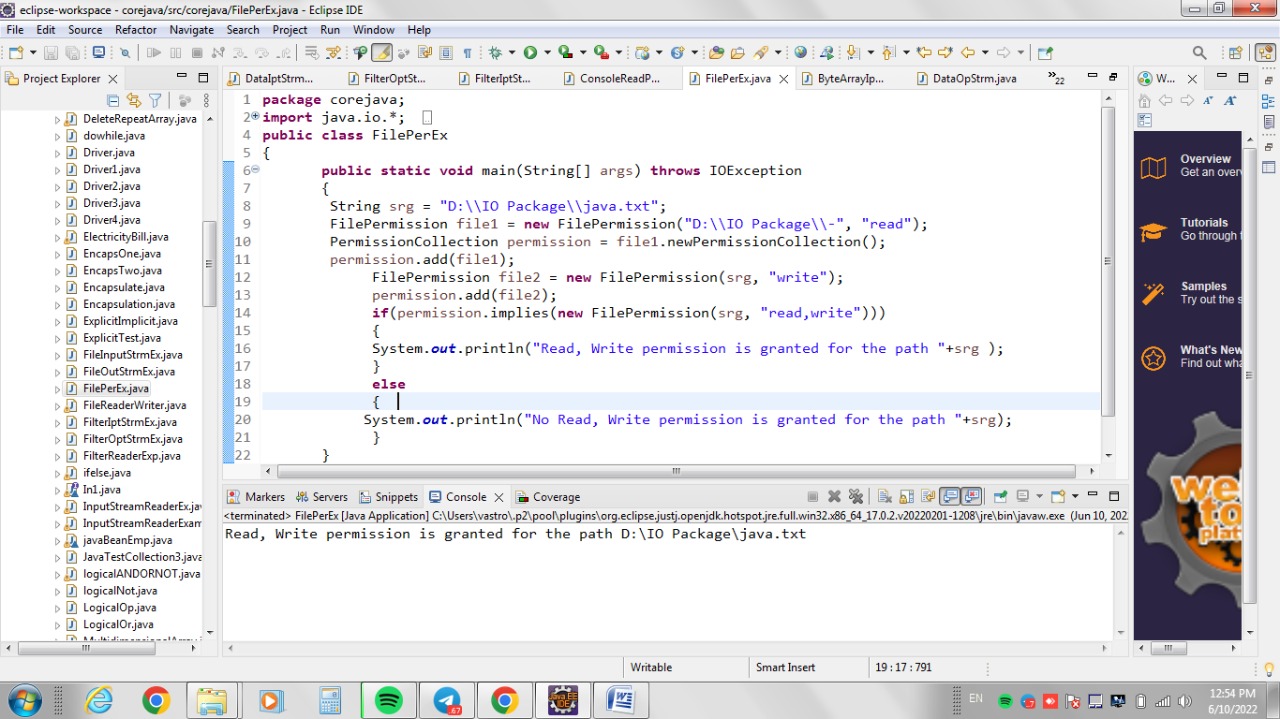 eclipse-workspace - corejava/src/corejava/FilePerEx.java - Eclipse IDE
File Edit Source Refactor Navigate Search Project Run Window Help
Project Explorer
DeleteRepeatArray.java
dowhile.java
Driver.java
Driver1.java
Driver2.java
Driver3.java
Driver4.java
ElectricityBill.java
EncapsOne.java
EncapsTwo.java
Encapsulate.java
Encapsulation.java
ExplicitImplicit.java
ExplicitTest.java
FileInputStrmEx.java
FileOutStrmEx.java
FilePerEx.java
FileReaderWriter.java
FilterIptStrmEx.java
FilterOptStrmEx.java
FilterReaderExp.java
ifelse.java
In1.java
InputStreamReaderEx.ja
InputStreamReaderExam
javaBeanEmp.java
JavaTestCollection3.java
logicalANDORNOT.java
logicalNot.java
LogicalOp.java
LogicalOr.java
DataIptStrm... FilterOptSt... FilterIptSt... ConsoleReadP... FilePerEx.java ByteArrayIp... DataOpStrm.java 22
1 package corejava;
2 import java.io.*;
4 public class FilePerEx
5 {
6 public static void main(String[] args) throws IOException
7 {
8 String srg = "D:\\IO Package\\java.txt";
9 FilePermission file1 = new FilePermission("D:\\IO Package\\-", "read");
10 PermissionCollection permission = file1.newPermissionCollection();
11 permission.add(file1);
12 FilePermission file2 = new FilePermission(srg, "write");
13 permission.add(file2);
14 if(permission.implies(new FilePermission(srg, "read,write")))
15 {
16 System.out.println("Read, Write permission is granted for the path "+srg );
17 }
18 else
19 {
20 System.out.println("No Read, Write permission is granted for the path "+srg);
21 }
22 }
Markers Servers Snippets Console Coverage
<terminated> FilePerEx [Java Application] C:\Users\vastro\.p2\pool\plugins\org.eclipse.justj.openjdk.hotspot.jre.full.win32.x86_64_17.0.2.v20220201-1208\jre\bin\javaw.exe (Jun 10, 202
Read, Write permission is granted for the path D:\IO Package\java.txt
W...
Overview
Get an over
Tutorials
Go through t
Samples
Try out the s
What's New
Find out wha
Writable Smart Insert 19 : 17 : 791
Java EE
IDE
67
EN
12:54 PM
6/10/2022